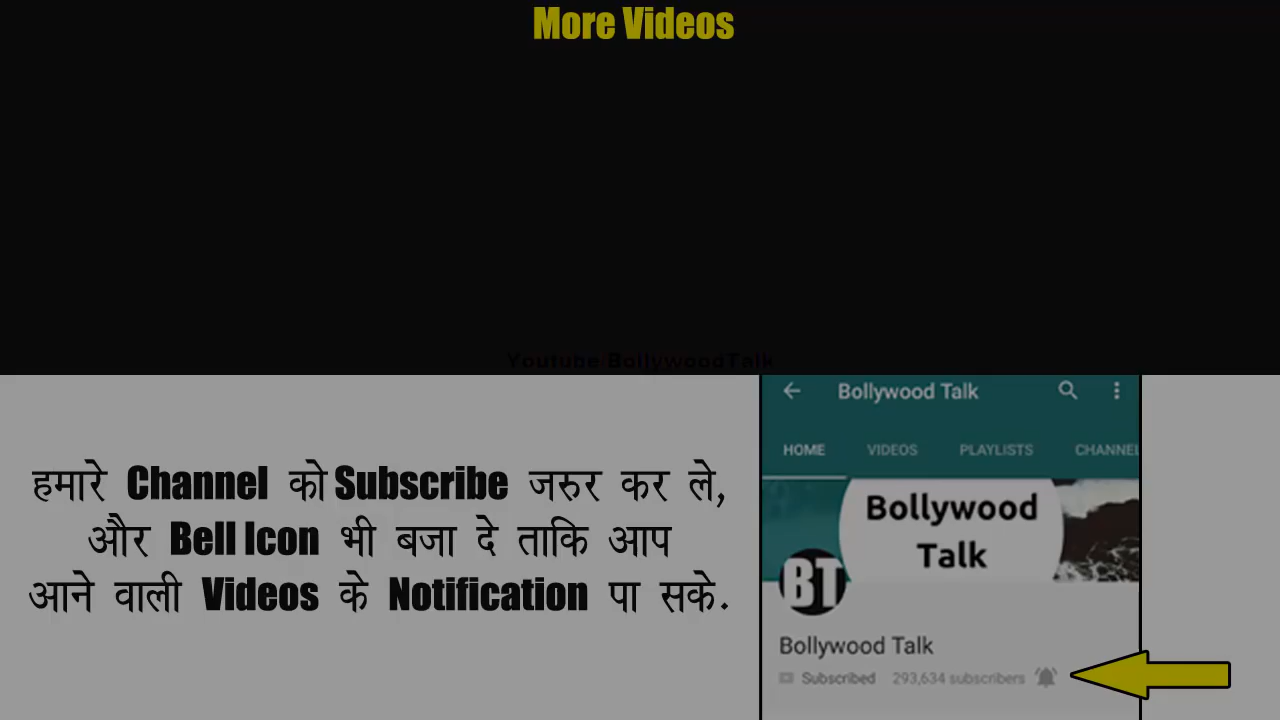 More Videos
Youtube/BollywoodTalk
हमारे Channel को Subscribe जरुर कर ले,
और Bell Icon भी बजा दे ताकि आप
आने वाली Videos के Notification पा सके.
Bollywood Talk
HOME VIDEOS PLAYLISTS CHANNEL
Bollywood
Talk
BT
Bollywood Talk
Subscribed 293,634 subscribers